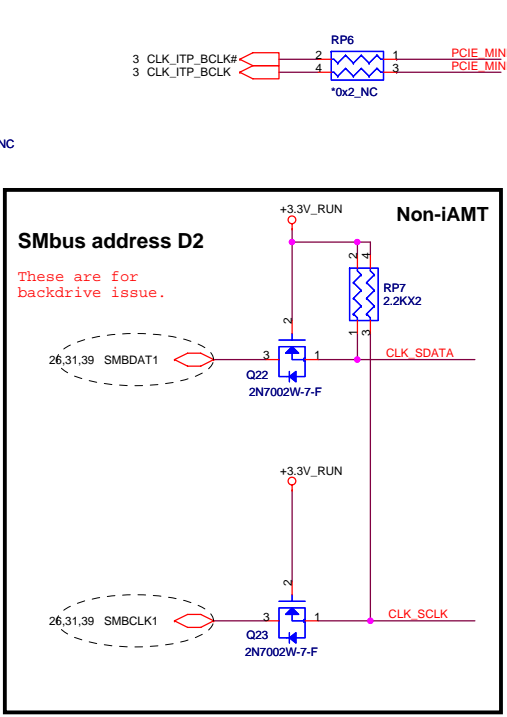 RP6
3 CLK_ITP_BCLK# 2 1 PCIE_MIN
3 CLK_ITP_BCLK 4 3 PCIE_MIN
*0x2_NC
NC
+3.3V_RUN Non-iAMT
SMbus address D2
These are for
backdrive issue.
2 4
RP7
2.2KX2
2
1 3
26,31,39 SMBDAT1 3 1 CLK_SDATA
Q22
2N7002W-7-F
+3.3V_RUN
2
26,31,39 SMBCLK1 3 1 CLK_SCLK
Q23
2N7002W-7-F